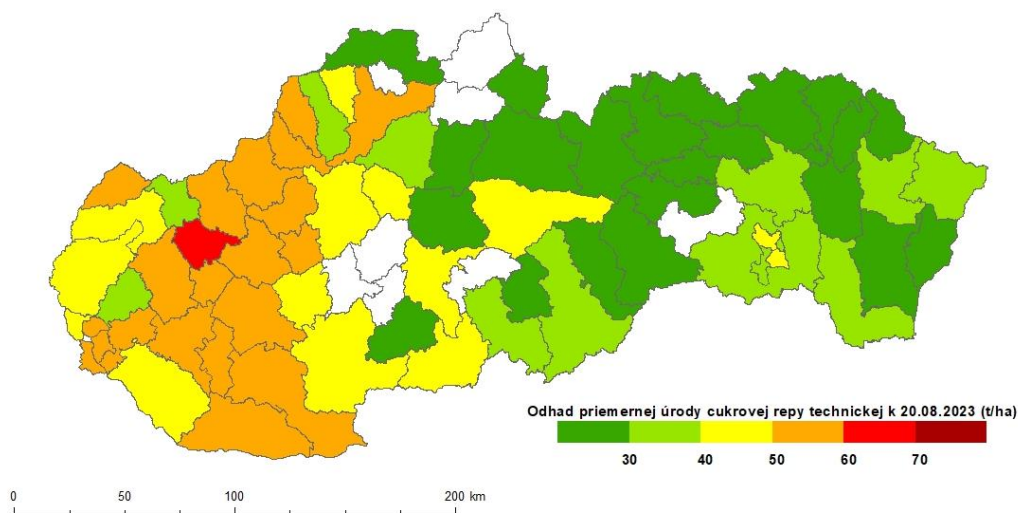 Odhad priemernej úrody cukrovej repy technickej k 20.08.2023 (t/ha)
30 40 50 60 70
0 50 100 200 km